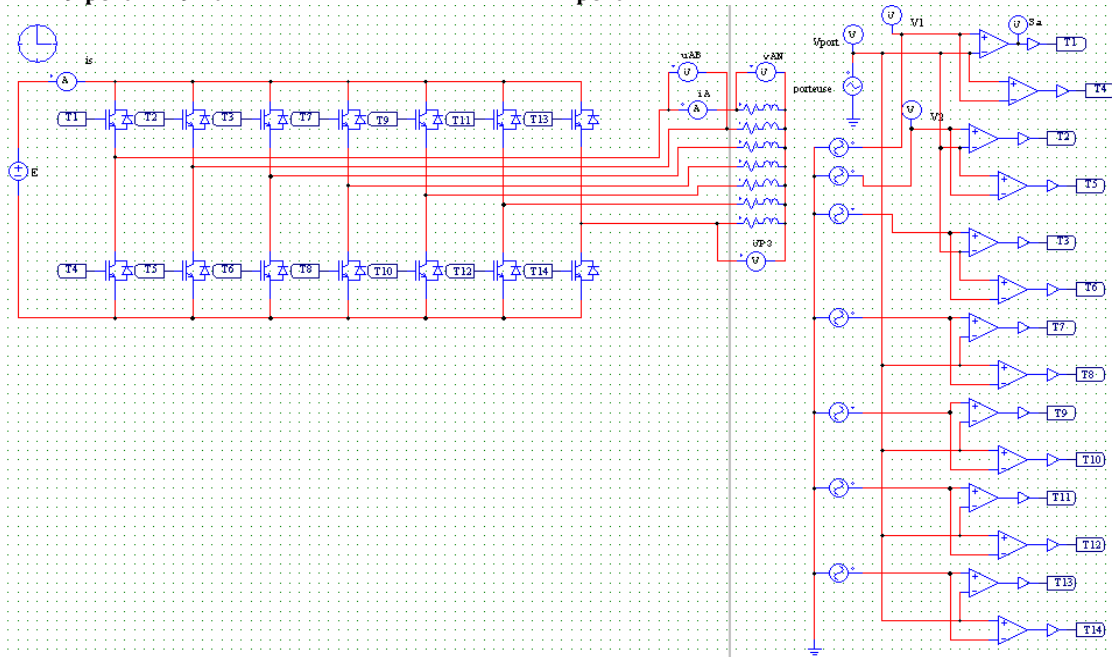 is
A
T1
T2
T3
T7
T9
T11
T13
E
T4
T5
T6
T8
T10
T12
T14
uAB
V
vAN
V
iA
A
UP3
V
Vport
V
porteuse
V1
V2
V
Sa
T1
T4
T2
T5
T3
T6
T7
T8
T9
T10
T11
T12
T13
T14